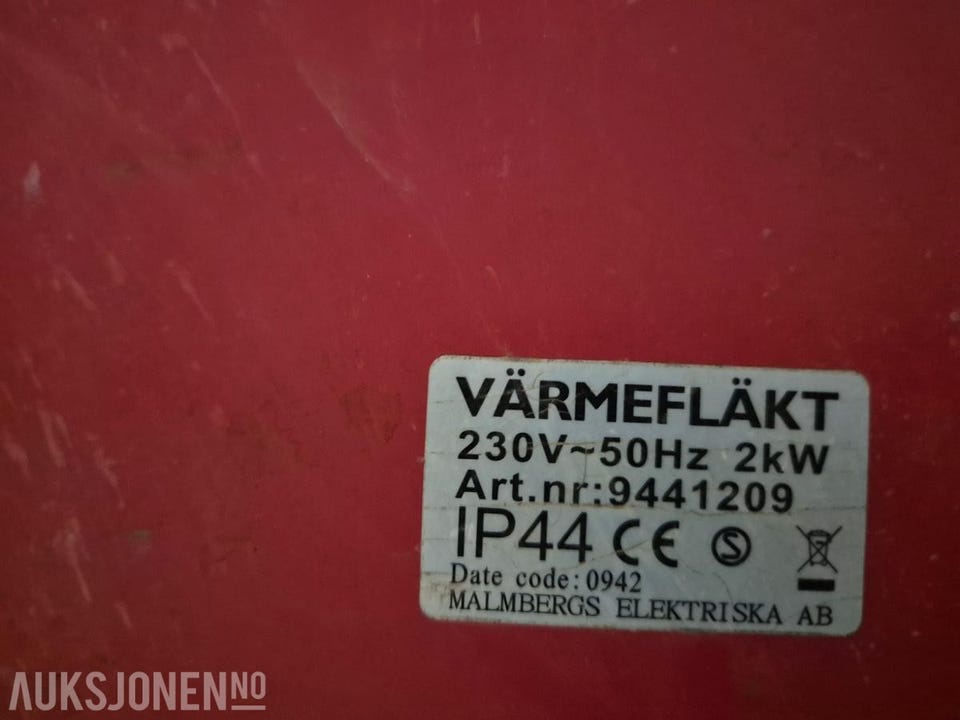 VÄRMEFLÄKT
230V~50Hz 2kW
Art.nr:9441209
IP44 CE S
Date code:0942
MALMBERGS ELEKTRISKA AB
AUKSJONEN NO